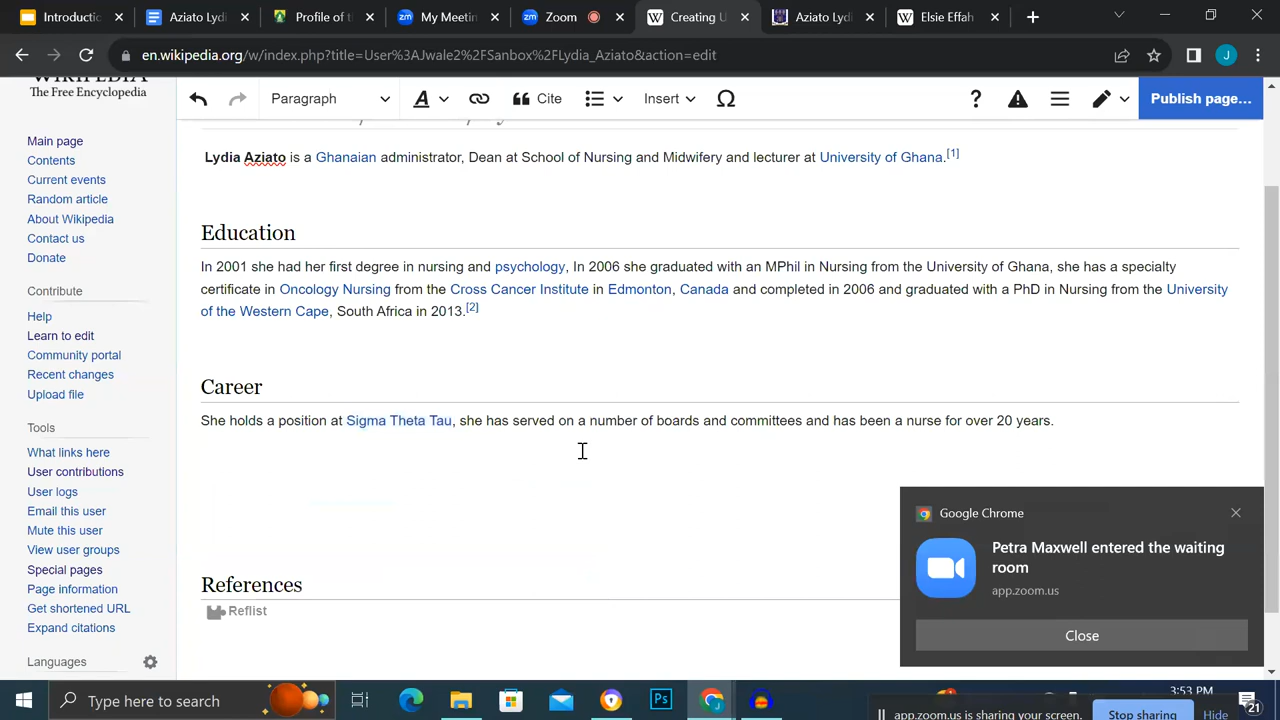 Introductic
Aziato Lydi
Profile of t
My Meetin
Zoom
Creating U
Aziato Lydi
Elsie Effah
en.wikipedia.org/w/index.php?title=User%3AJwale2%2FSanbox%2FLydia_Aziato&action=edit
J
WIKIPEDIA
The Free Encyclopedia
Paragraph
A
Cite
Insert
Ω
?
Publish page...
Main page
Contents
Current events
Random article
About Wikipedia
Contact us
Donate
Contribute
Help
Learn to edit
Community portal
Recent changes
Upload file
Tools
What links here
User contributions
User logs
Email this user
Mute this user
View user groups
Special pages
Page information
Get shortened URL
Expand citations
Languages
Lydia Aziato is a Ghanaian administrator, Dean at School of Nursing and Midwifery and lecturer at University of Ghana.[1]
Education
In 2001 she had her first degree in nursing and psychology, In 2006 she graduated with an MPhil in Nursing from the University of Ghana, she has a specialty
certificate in Oncology Nursing from the Cross Cancer Institute in Edmonton, Canada and completed in 2006 and graduated with a PhD in Nursing from the University
of the Western Cape, South Africa in 2013.[2]
Career
She holds a position at Sigma Theta Tau, she has served on a number of boards and committees and has been a nurse for over 20 years.
References
Reflist
Google Chrome
Petra Maxwell entered the waiting
room
app.zoom.us
Close
Type here to search
Ps
3:53 PM
21
app.zoom.us is sharing your screen.
Stop sharing
Hide